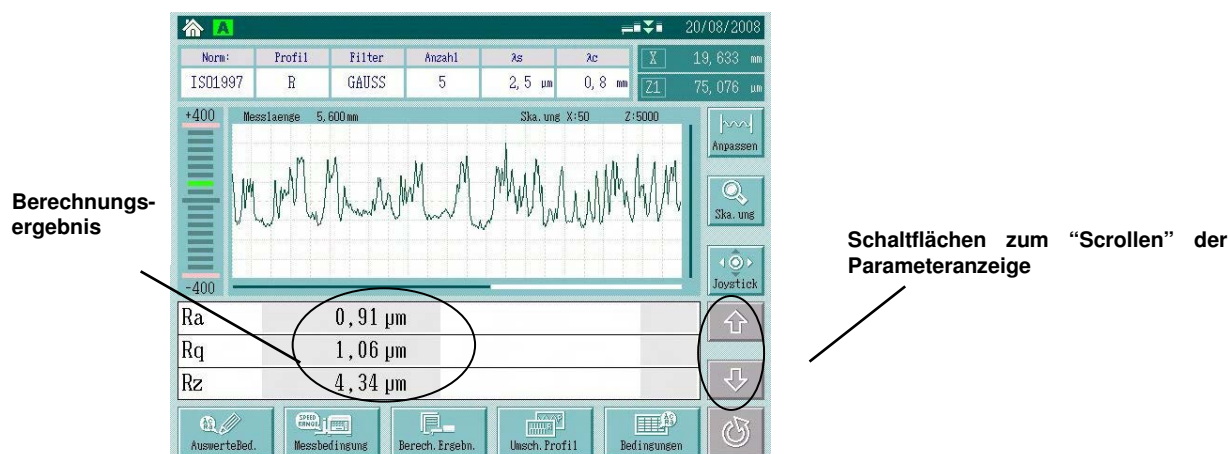 A
20/08/2008
Norm: Profil Filter Anzahl λs λc
ISO1997 R GAUSS 5 2,5 µm 0,8 mm
X 19,633 mm
Z1 75,076 µm
+400
Messlaenge 5,600mm Ska.ung X:50 Z:5000
-400
Anpassen
Ska.ung
Joystick
Berechnungs-
ergebnis
Schaltflächen zum “Scrollen” der
Parameteranzeige
Ra 0,91 µm
Rq 1,06 µm
Rz 4,34 µm
AuswerteBed. Messbedingung Berech.Ergebn. Umsch.Profil Bedingungen